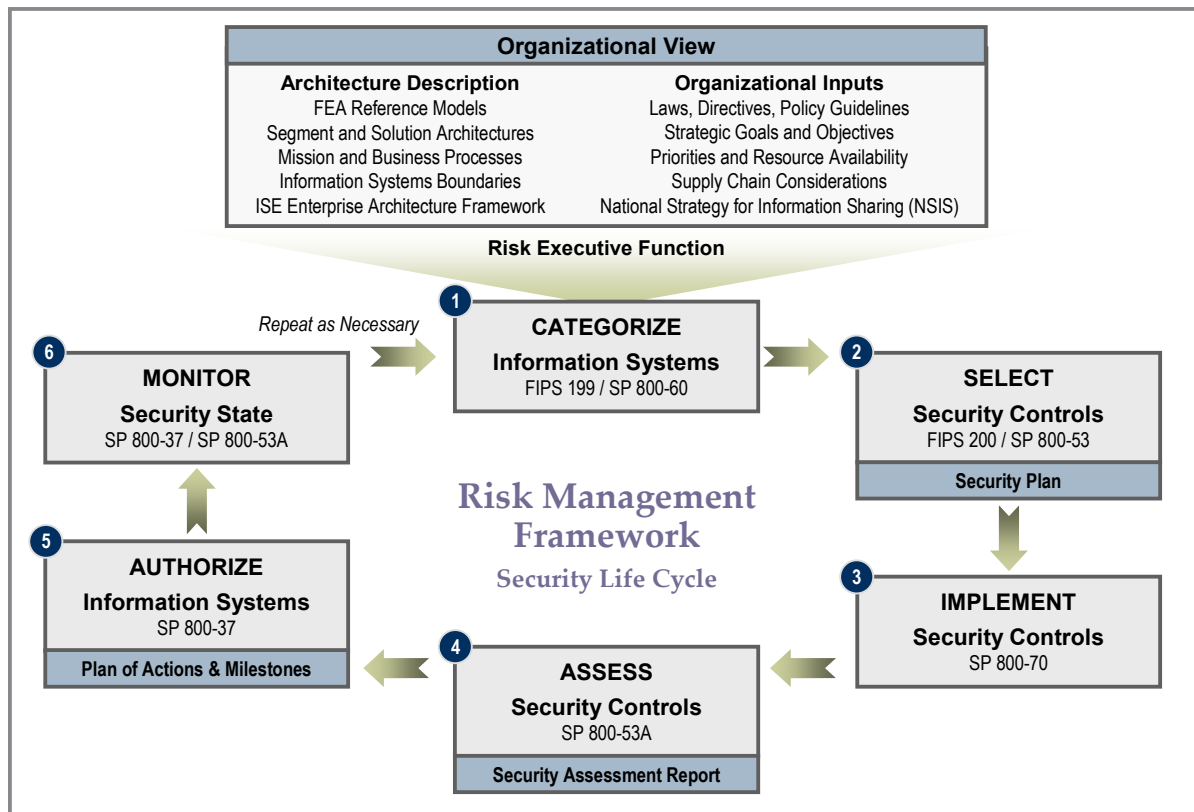 Organizational View
Architecture Description
FEA Reference Models
Segment and Solution Architectures
Mission and Business Processes
Information Systems Boundaries
ISE Enterprise Architecture Framework
Organizational Inputs
Laws, Directives, Policy Guidelines
Strategic Goals and Objectives
Priorities and Resource Availability
Supply Chain Considerations
National Strategy for Information Sharing (NSIS)
Risk Executive Function
Repeat as Necessary
1
CATEGORIZE
Information Systems
FIPS 199 / SP 800-60
2
SELECT
Security Controls
FIPS 200 / SP 800-53
Security Plan
3
IMPLEMENT
Security Controls
SP 800-70
4
ASSESS
Security Controls
SP 800-53A
Security Assessment Report
5
AUTHORIZE
Information Systems
SP 800-37
Plan of Actions & Milestones
6
MONITOR
Security State
SP 800-37 / SP 800-53A
Risk Management
Framework
Security Life Cycle